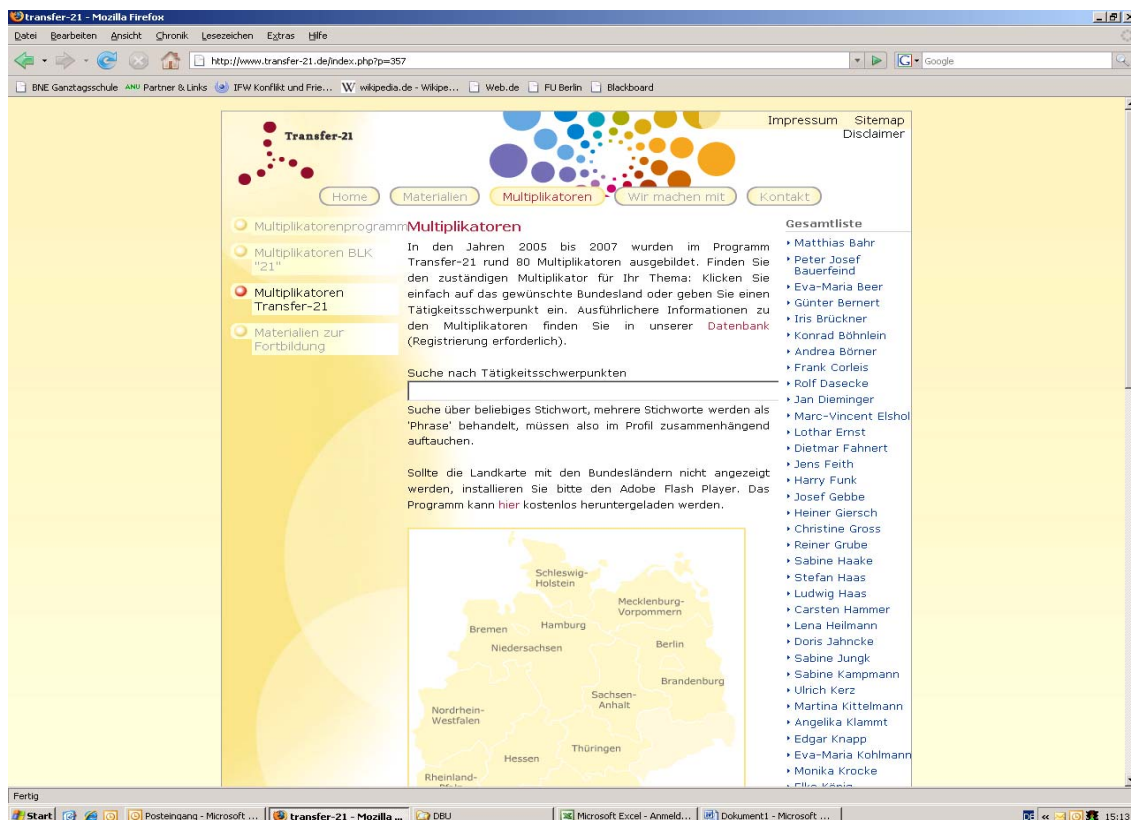 transfer-21 - Mozilla Firefox
Datei Bearbeiten Ansicht Chronik Lesezeichen Extras Hilfe
http://www.transfer-21.de/index.php?p=357
Google
BNE Ganztagsschule ANU Partner & Links IFW Konflikt und Frie... W wikipedia.de - Wikipe... Web.de FU Berlin Blackboard
Impressum Sitemap
Disclaimer
Transfer-21
Home Materialien Multiplikatoren Wir machen mit Kontakt
Multiplikatorenprogramm
Multiplikatoren BLK
"21"
Multiplikatoren
Transfer-21
Materialien zur
Fortbildung
Multiplikatoren
In den Jahren 2005 bis 2007 wurden im Programm
Transfer-21 rund 80 Multiplikatoren ausgebildet. Finden Sie
den zuständigen Multiplikator für Ihr Thema: Klicken Sie
einfach auf das gewünschte Bundesland oder geben Sie einen
Tätigkeitsschwerpunkt ein. Ausführlichere Informationen zu
den Multiplikatoren finden Sie in unserer Datenbank
(Registrierung erforderlich).
Suche nach Tätigkeitsschwerpunkten
Suche über beliebiges Stichwort, mehrere Stichworte werden als
'Phrase' behandelt, müssen also im Profil zusammenhängend
auftauchen.
Sollte die Landkarte mit den Bundesländern nicht angezeigt
werden, installieren Sie bitte den Adobe Flash Player. Das
Programm kann hier kostenlos heruntergeladen werden.
Schleswig-
Holstein
Mecklenburg-
Vorpommern
Bremen
Hamburg
Niedersachsen
Berlin
Brandenburg
Sachsen-
Anhalt
Nordrhein-
Westfalen
Thüringen
Hessen
Rheinland-
Gesamtliste
Matthias Bahr
Peter Josef
Bauerfeind
Eva-Maria Beer
Günter Bernert
Iris Brückner
Konrad Böhnlein
Andrea Börner
Frank Corleis
Rolf Dasecke
Jan Dieminger
Marc-Vincent Elshol
Lothar Ernst
Dietmar Fahnert
Jens Feith
Harry Funk
Josef Gebbe
Heiner Giersch
Christine Gross
Reiner Grube
Sabine Haake
Stefan Haas
Ludwig Haas
Carsten Hammer
Lena Heilmann
Doris Jahncke
Sabine Jungk
Sabine Kampmann
Ulrich Kerz
Martina Kittelmann
Angelika Klammt
Edgar Knapp
Eva-Maria Kohlmann
Monika Krocke
Elke König
Fertig
Start Posteingang - Microsoft ... transfer-21 - Mozilla ... DBU Microsoft Excel - Anmeld... Dokument1 - Microsoft ... DE « 15:13